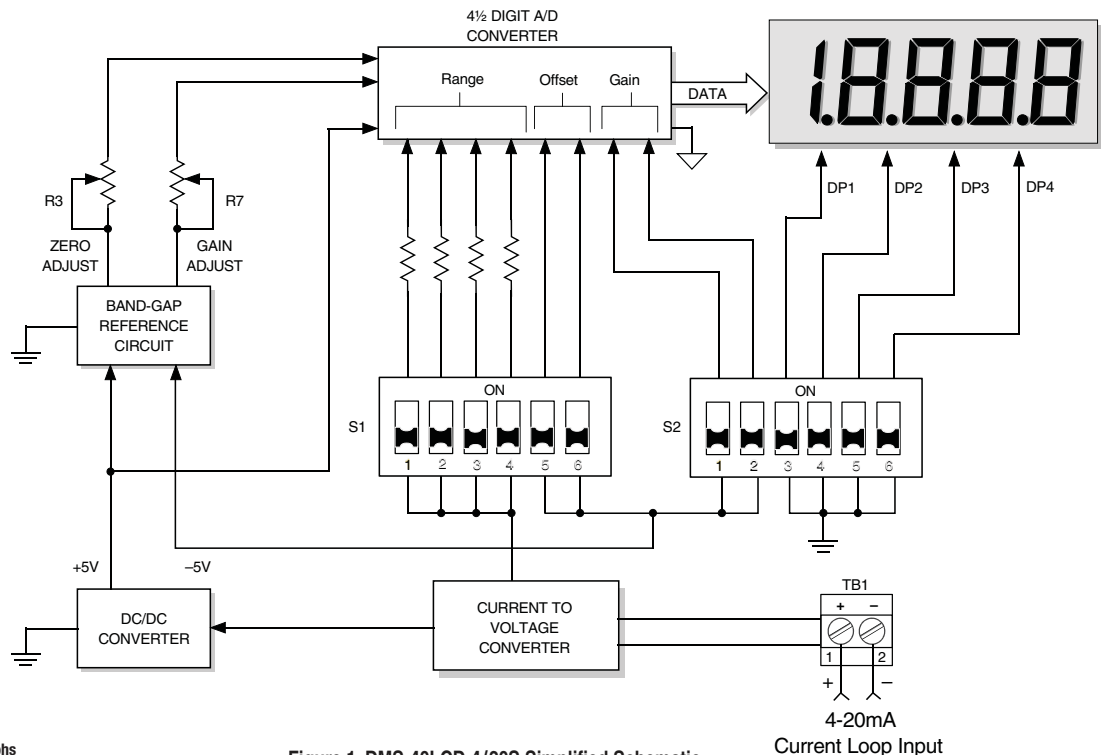 4½ DIGIT A/D
CONVERTER
Range
Offset
Gain
DATA
1.8.8.8.8
DP1
DP2
DP3
DP4
R3
R7
ZERO
ADJUST
GAIN
ADJUST
BAND-GAP
REFERENCE
CIRCUIT
ON
S1
1 2 3 4 5 6
ON
S2
1 2 3 4 5 6
+5V
–5V
DC/DC
CONVERTER
CURRENT TO
VOLTAGE
CONVERTER
TB1
+ –
1 2
+ –
4-20mA
Current Loop Input
phs
Figure 1. DMS-40LCD-4/20S Simplified Schematic